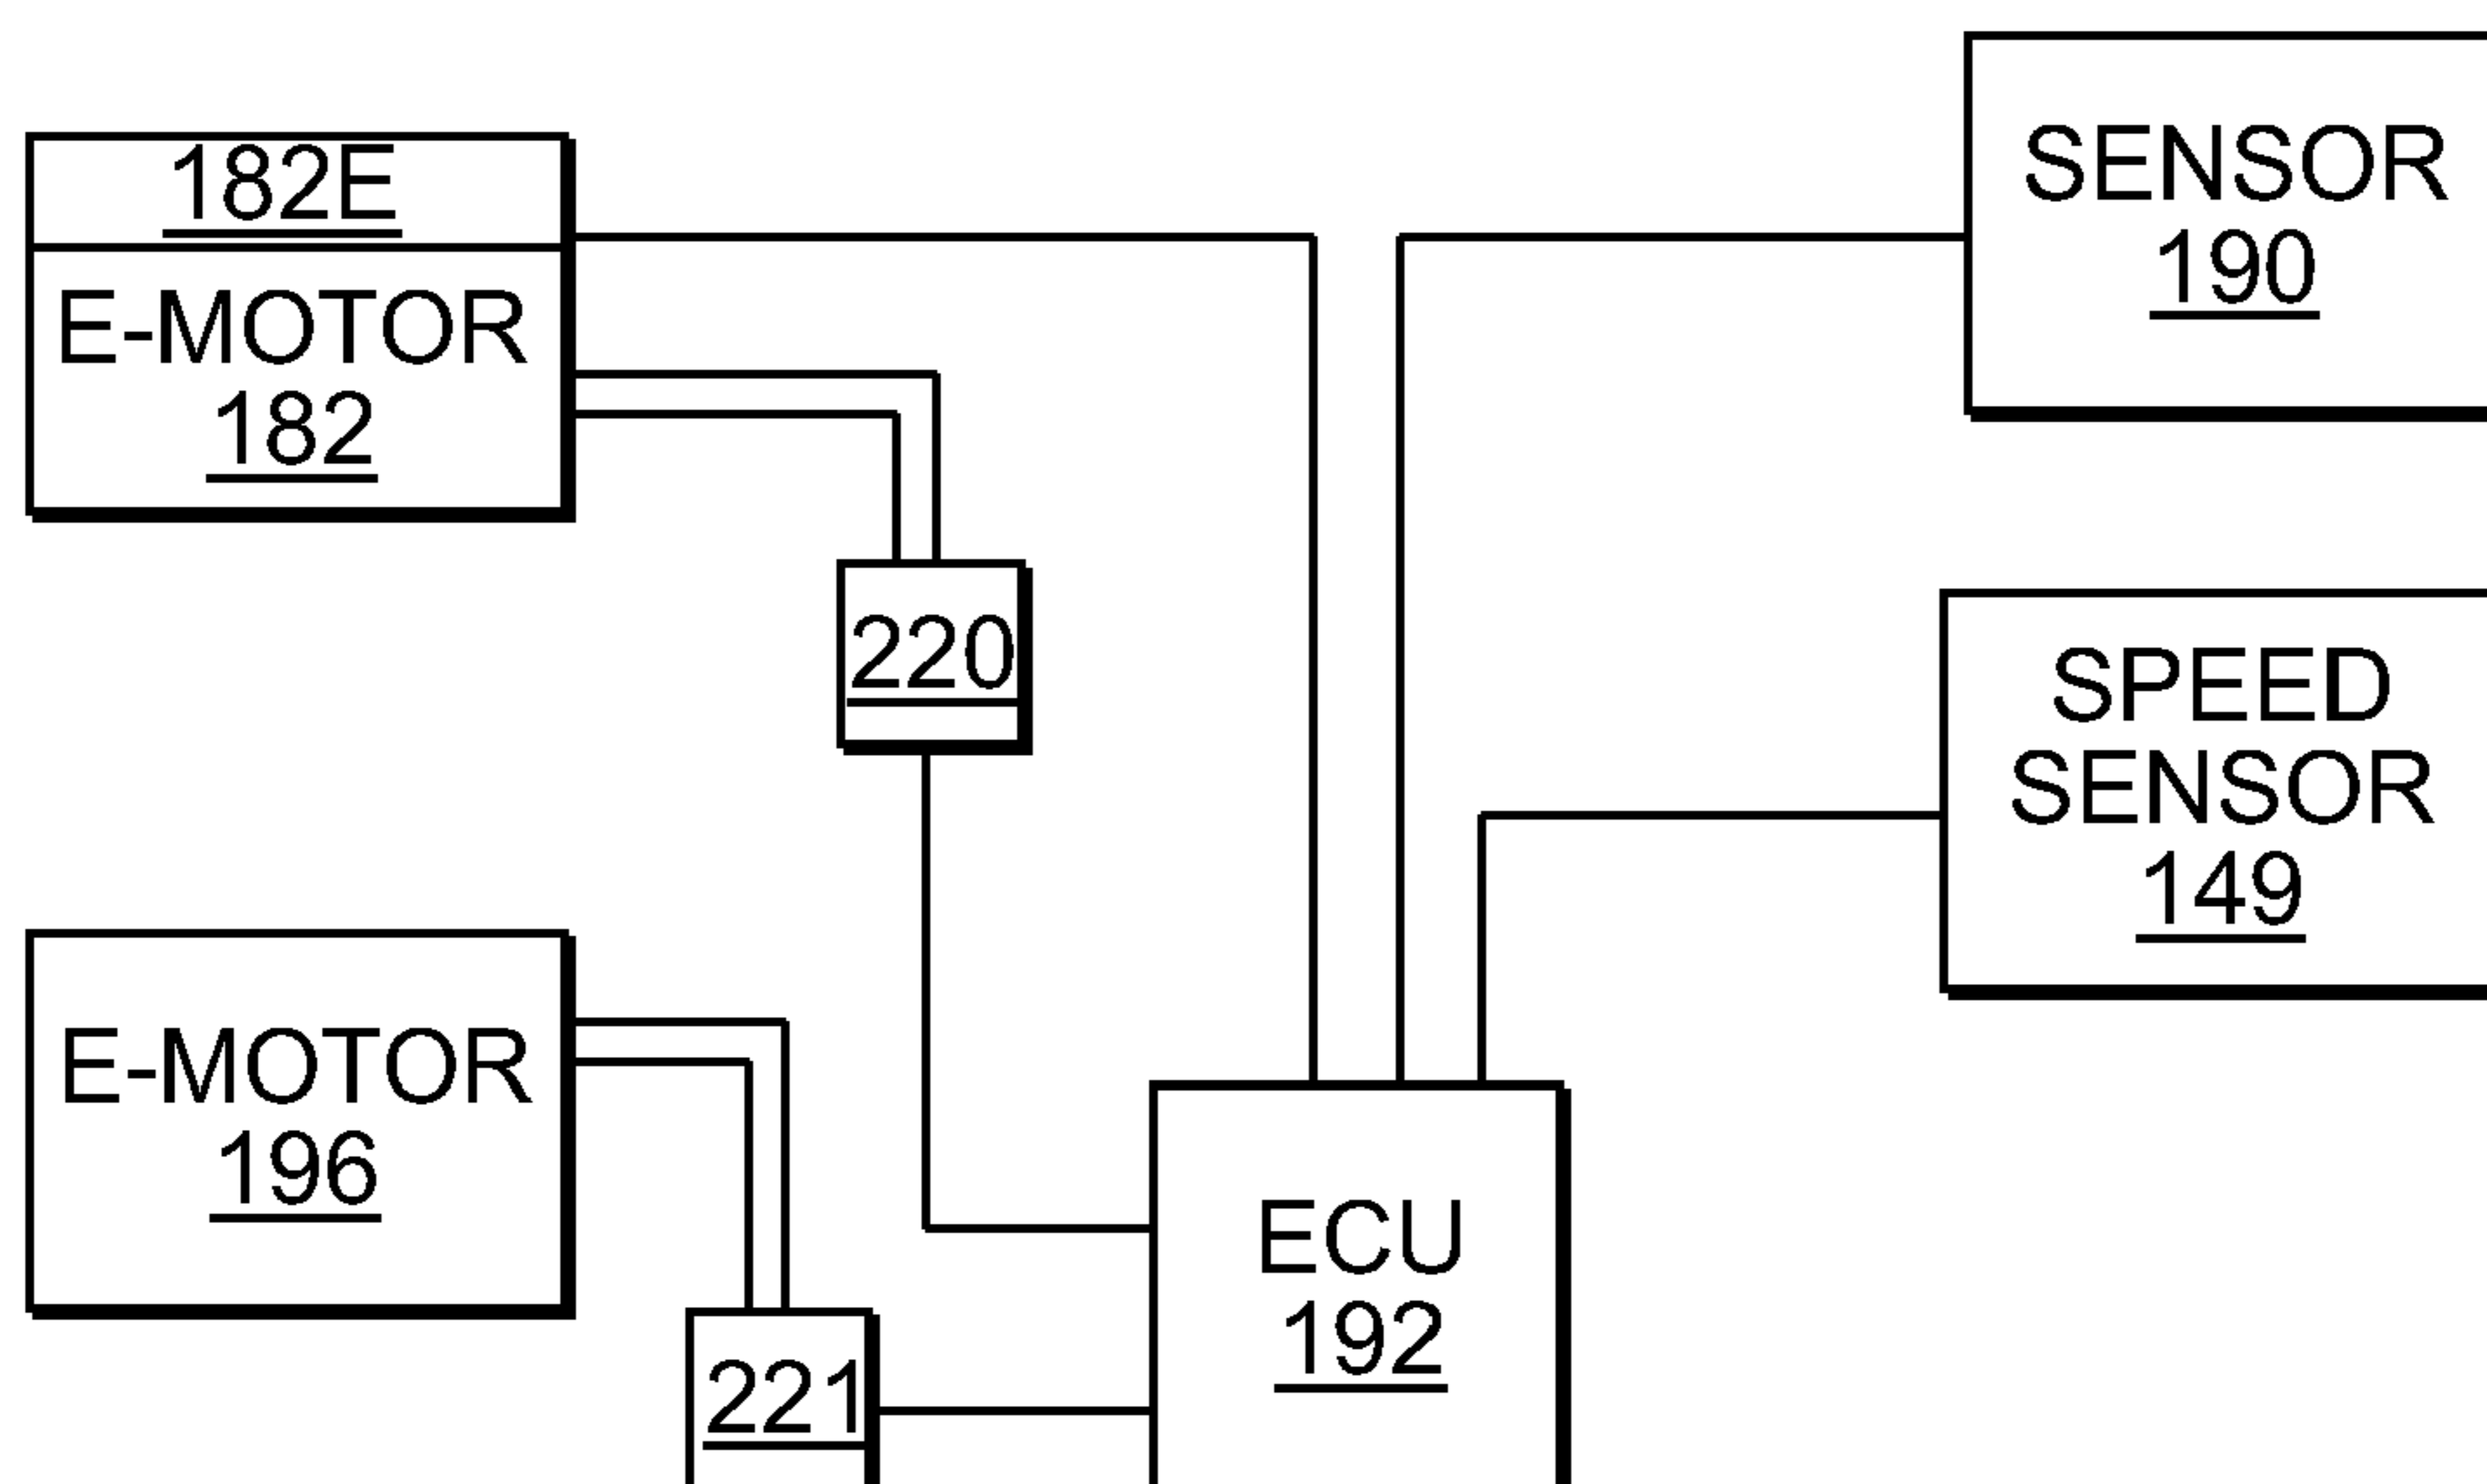 182E
E-MOTOR
182
SENSOR
190
220
SPEED
SENSOR
149
E-MOTOR
196
ECU
192
221